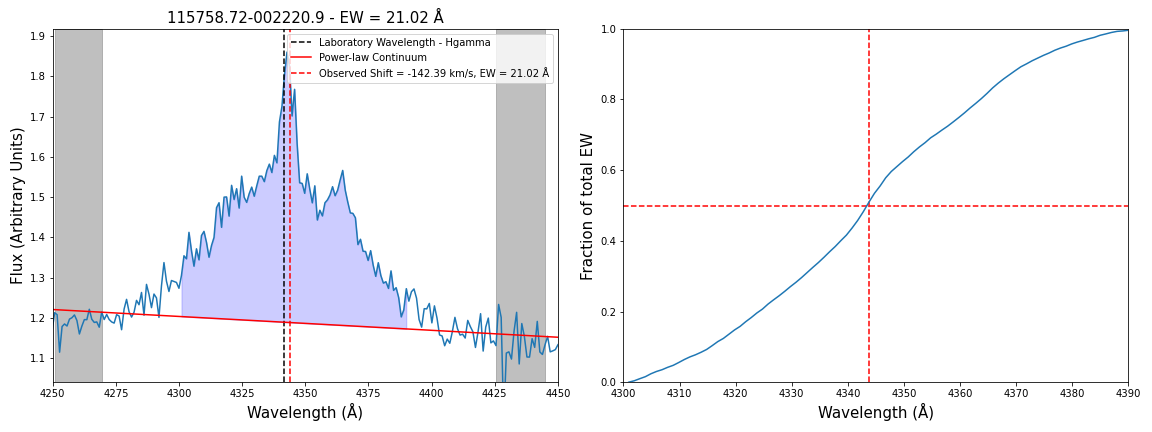 115758.72-002220.9 - EW = 21.02 Å
Laboratory Wavelength - Hgamma
Power-law Continuum
Observed Shift = -142.39 km/s, EW = 21.02 Å
Flux (Arbitrary Units)
1.9
1.8
1.7
1.6
1.5
1.4
1.3
1.2
1.1
4250 4275 4300 4325 4350 4375 4400 4425 4450
Wavelength (Å)
Fraction of total EW
1.0
0.8
0.6
0.4
0.2
0.0
4300 4310 4320 4330 4340 4350 4360 4370 4380 4390
Wavelength (Å)